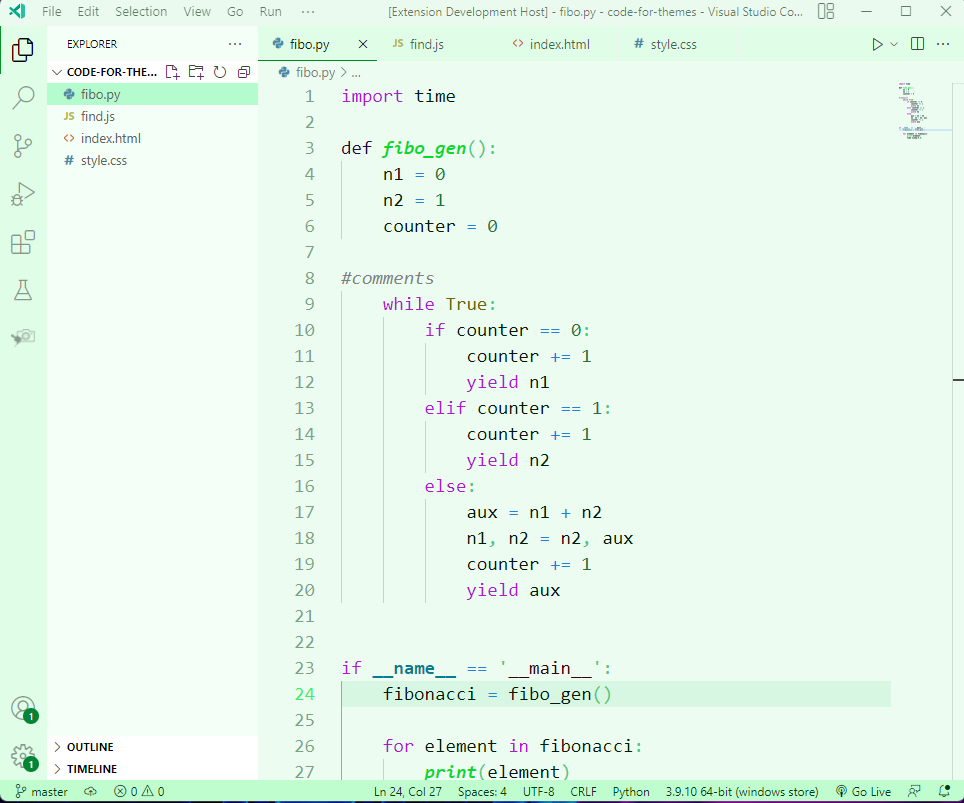 File Edit Selection View Go Run ··· [Extension Development Host] - fibo.py - code-for-themes - Visual Studio Co...
EXPLORER ···
fibo.py JS find.js <> index.html # style.css ···
CODE-FOR-THE...
fibo.py
JS find.js
<> index.html
# style.css
fibo.py > ...
1 import time
2
3 def fibo_gen():
4     n1 = 0
5     n2 = 1
6     counter = 0
7
8 #comments
9     while True:
10         if counter == 0:
11             counter += 1
12             yield n1
13         elif counter == 1:
14             counter += 1
15             yield n2
16         else:
17             aux = n1 + n2
18             n1, n2 = n2, aux
19             counter += 1
20             yield aux
21
22
23 if __name__ == '__main__':
24     fibonacci = fibo_gen()
25
26     for element in fibonacci:
27         print(element)
1
1
OUTLINE
TIMELINE
master 0 0 Ln 24, Col 27 Spaces: 4 UTF-8 CRLF Python 3.9.10 64-bit (windows store) Go Live